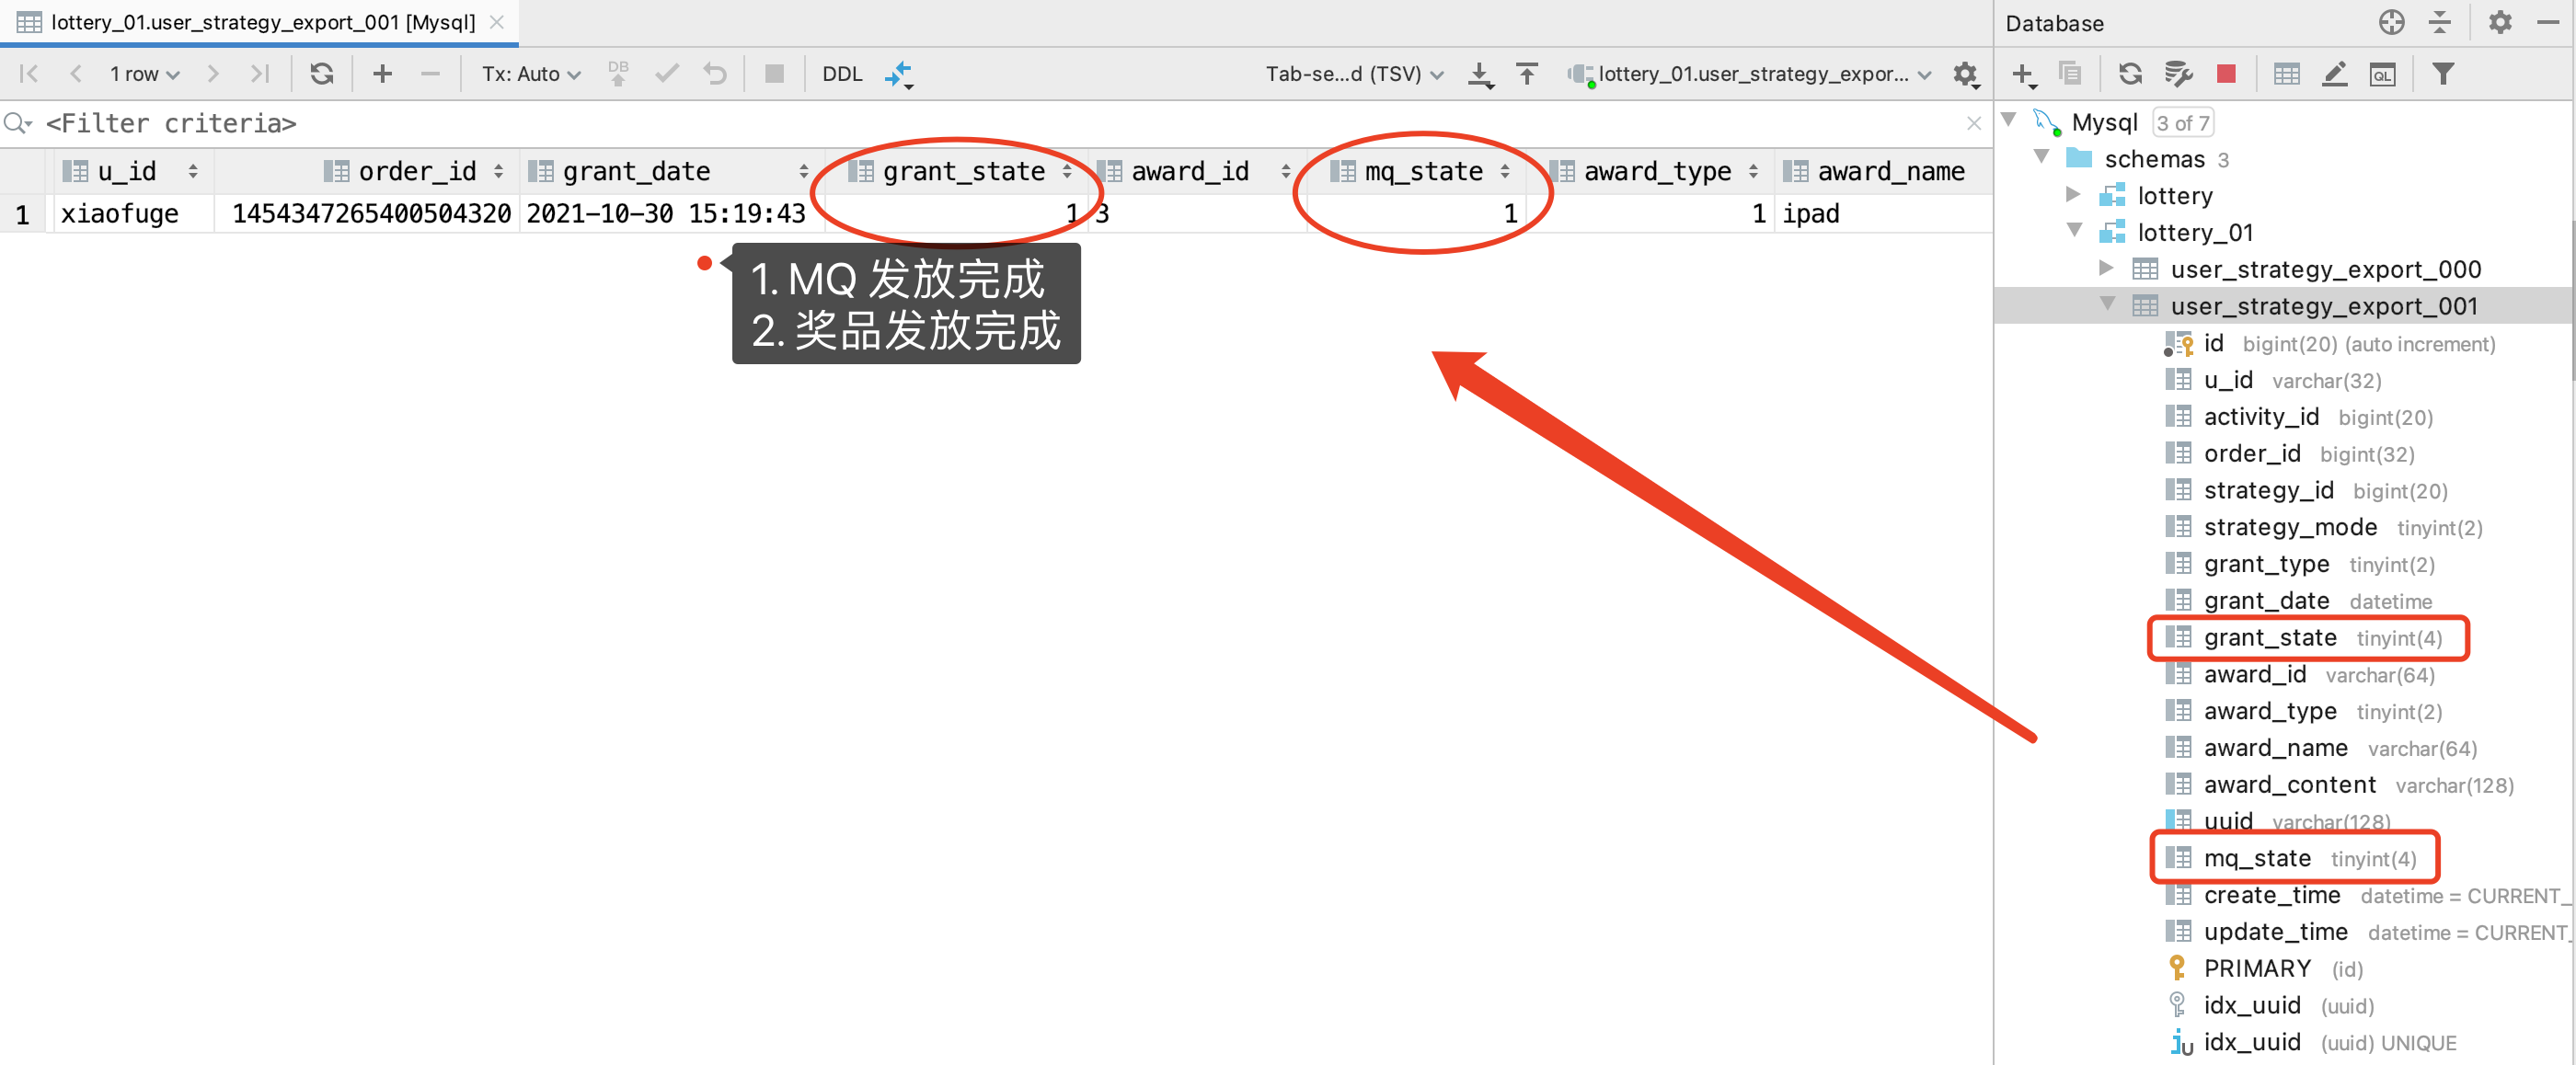 lottery_01.user_strategy_export_001 [Mysql]
1 row
Tx: Auto
DB
DDL
Tab-se...d (TSV)
lottery_01.user_strategy_expor...
<Filter criteria>
u_id order_id grant_date grant_state award_id mq_state award_type award_name
1 xiaofuge 1454347265400504320 2021-10-30 15:19:43 1 3 1 1 ipad
1. MQ 发放完成
2. 奖品发放完成
Database
QL
Mysql 3 of 7
schemas 3
lottery
lottery_01
user_strategy_export_000
user_strategy_export_001
id bigint(20) (auto increment)
u_id varchar(32)
activity_id bigint(20)
order_id bigint(32)
strategy_id bigint(20)
strategy_mode tinyint(2)
grant_type tinyint(2)
grant_date datetime
grant_state tinyint(4)
award_id varchar(64)
award_type tinyint(2)
award_name varchar(64)
award_content varchar(128)
uuid varchar(128)
mq_state tinyint(4)
create_time datetime = CURRENT_
update_time datetime = CURRENT_
PRIMARY (id)
idx_uuid (uuid)
idx_uuid (uuid) UNIQUE